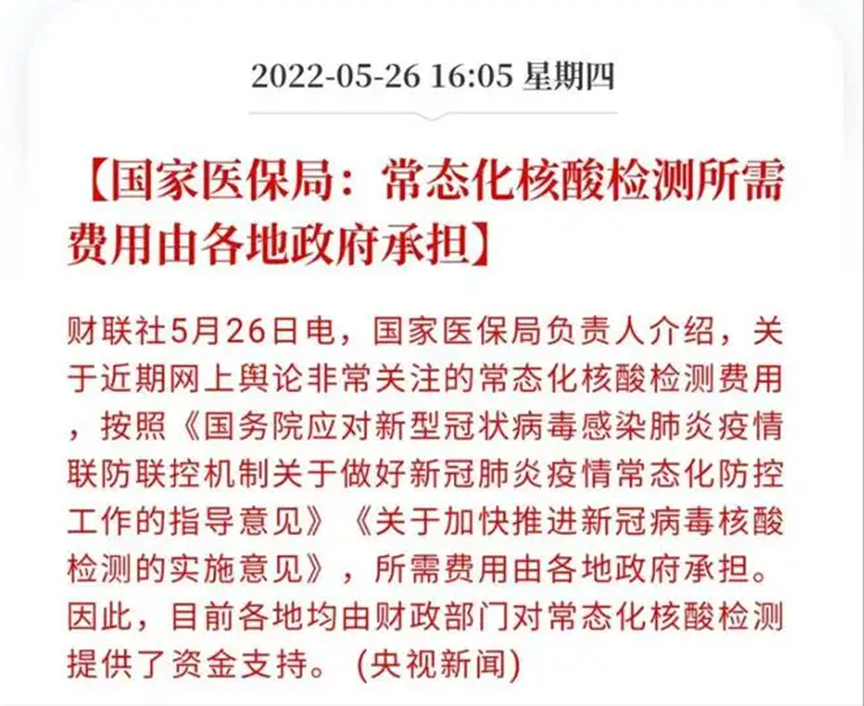 2022-05-26 16:05 星期四
【国家医保局：常态化核酸检测所需
费用由各地政府承担】
财联社5月26日电，国家医保局负责人介绍，关
于近期网上舆论非常关注的常态化核酸检测费用
，按照《国务院应对新型冠状病毒感染肺炎疫情
联防联控机制关于做好新冠肺炎疫情常态化防控
工作的指导意见》《关于加快推进新冠病毒核酸
检测的实施意见》，所需费用由各地政府承担。
因此，目前各地均由财政部门对常态化核酸检测
提供了资金支持。 (央视新闻)